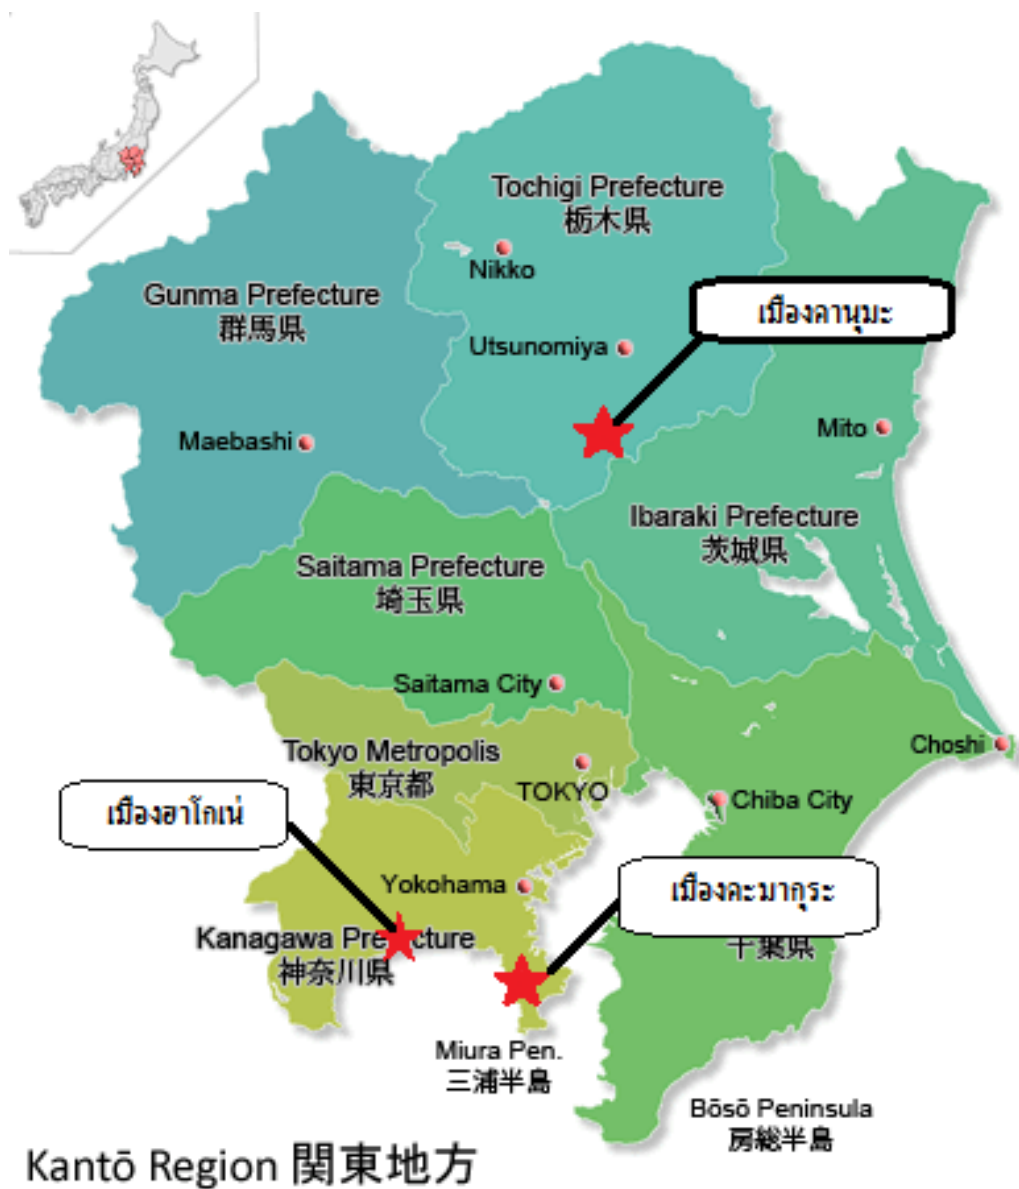 Tochigi Prefecture
栃木県
Nikko
Gunma Prefecture
群馬県
เมืองคานุมะ
Utsunomiya
Maebashi
Mito
Ibaraki Prefecture
茨城県
Saitama Prefecture
埼玉県
Saitama City
Choshi
Tokyo Metropolis
東京都
TOKYO
Chiba City
เมืองฮาโกเน่
Yokohama
เมืองคะมากุระ
Kanagawa Prefecture
神奈川県
千葉県
Miura Pen.
三浦半島
Bōsō Peninsula
房総半島
Kantō Region 関東地方